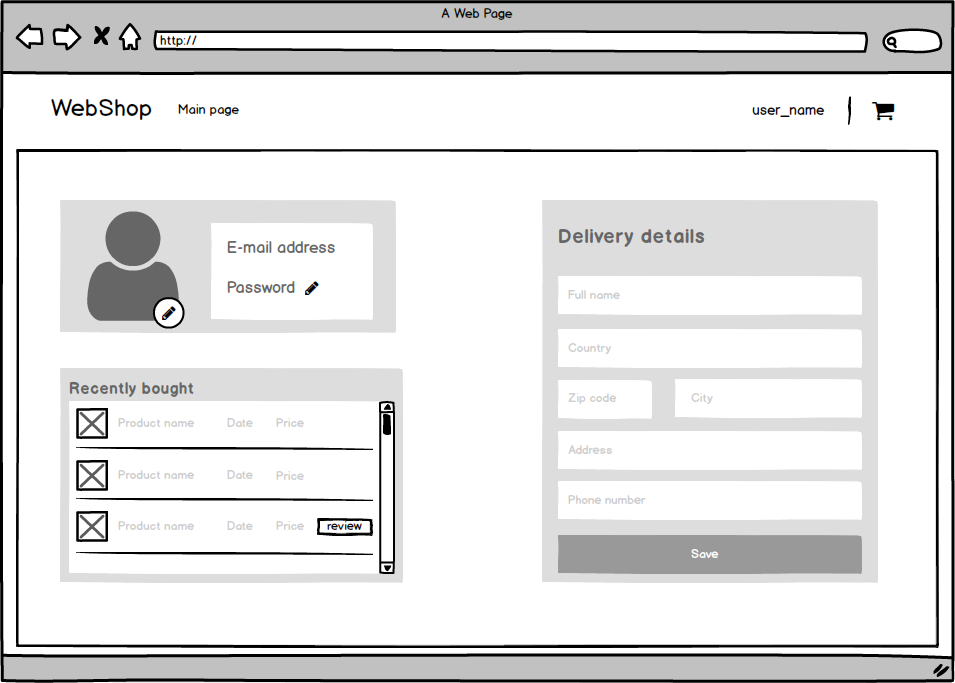 A Web Page
http://
WebShop Main page user_name
E-mail address
Password
Recently bought
Product name Date Price
Product name Date Price
Product name Date Price review
Delivery details
Full name
Country
Zip code City
Address
Phone number
Save